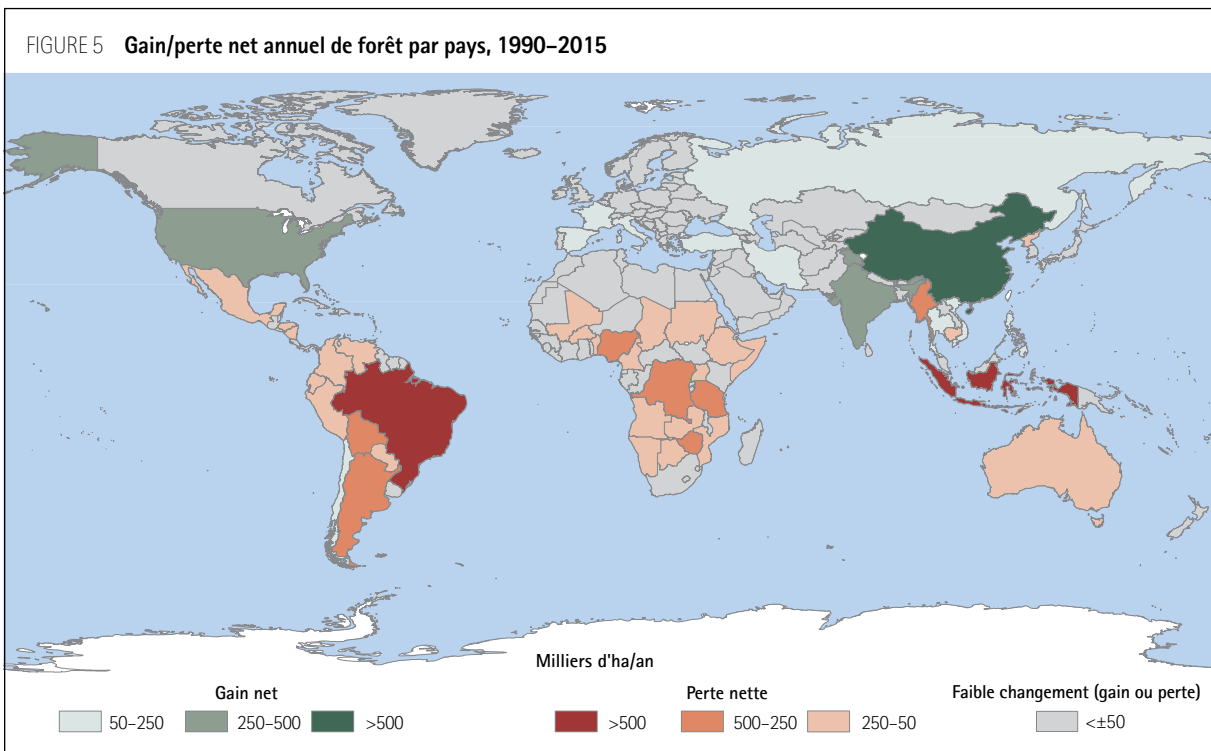 FIGURE 5 Gain/perte net annuel de forêt par pays, 1990–2015
Milliers d'ha/an
Gain net
50–250 250–500 >500
Perte nette
>500 500–250 250–50
Faible changement (gain ou perte)
<±50